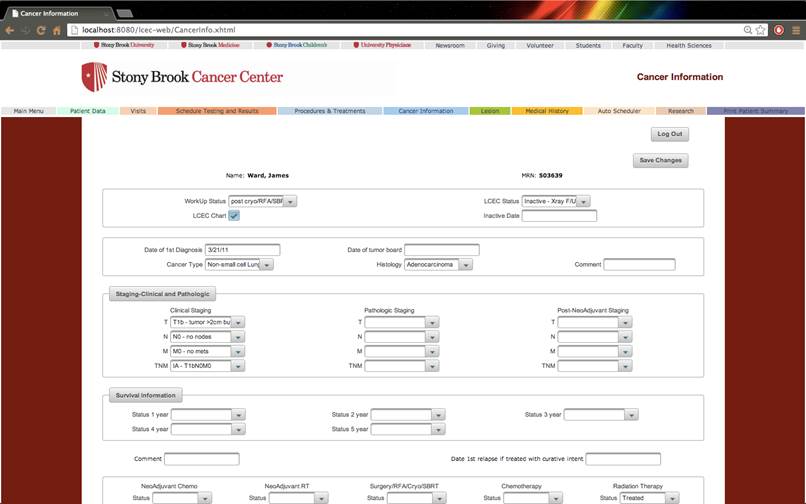 Cancer Information
localhost:8080/lcec-web/CancerInfo.xhtml
Stony Brook University Stony Brook Medicine Stony Brook Children's University Physicians Newsroom Giving Volunteer Students Faculty Health Sciences
Stony Brook Cancer Center
Cancer Information
Main Menu Patient Data Visits Schedule Testing and Results Procedures & Treatments Cancer Information Lesion Medical History Auto Scheduler Research Print Patient Summary
Log Out
Save Changes
Name: Ward, James MRN: 503639
WorkUp Status post cryo/RFA/SBR LCEC Status Inactive - Xray F/U
LCEC Chart Inactive Date
Date of 1st Diagnosis 3/21/11 Date of tumor board
Cancer Type Non-small cell Lung Histology Adenocarcinoma Comment
Staging-Clinical and Pathologic
Clinical Staging Pathologic Staging Post-NeoAdjuvant Staging
T T1b - tumor >2cm bu T T
N N0 - no nodes N N
M M0 - no mets M M
TNM IA - T1bN0M0 TNM TNM
Survival Information
Status 1 year Status 2 year Status 3 year
Status 4 year Status 5 year
Comment Date 1st relapse if treated with curative intent
NeoAdjuvant Chemo NeoAdjuvant RT Surgery/RFA/Cryo/SBRT Chemotherapy Radiation Therapy
Status Status Status Status Status Treated